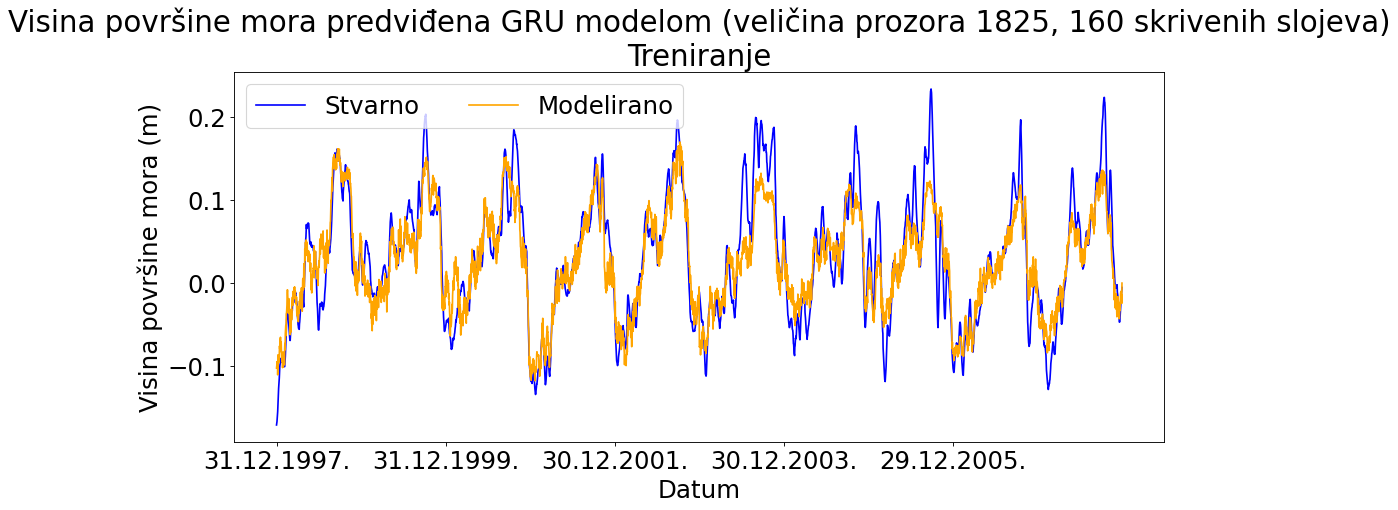 Visina površine mora predviđena GRU modelom (veličina prozora 1825, 160 skrivenih slojeva)
Treniranje
Stvarno
Modelirano
Visina površine mora (m)
0.2
0.1
0.0
−0.1
31.12.1997.
31.12.1999.
30.12.2001.
30.12.2003.
29.12.2005.
Datum